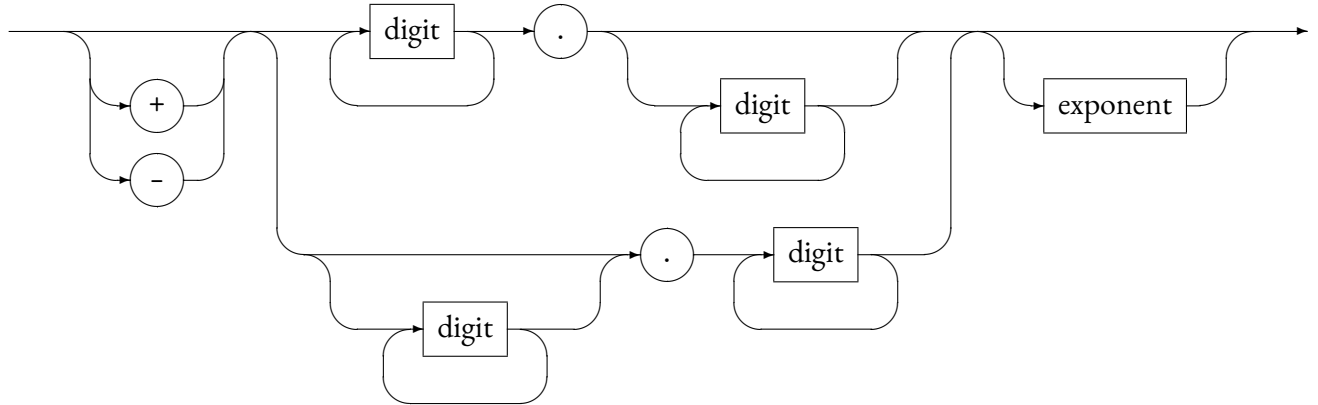 digit .
+ digit exponent
-
. digit
digit